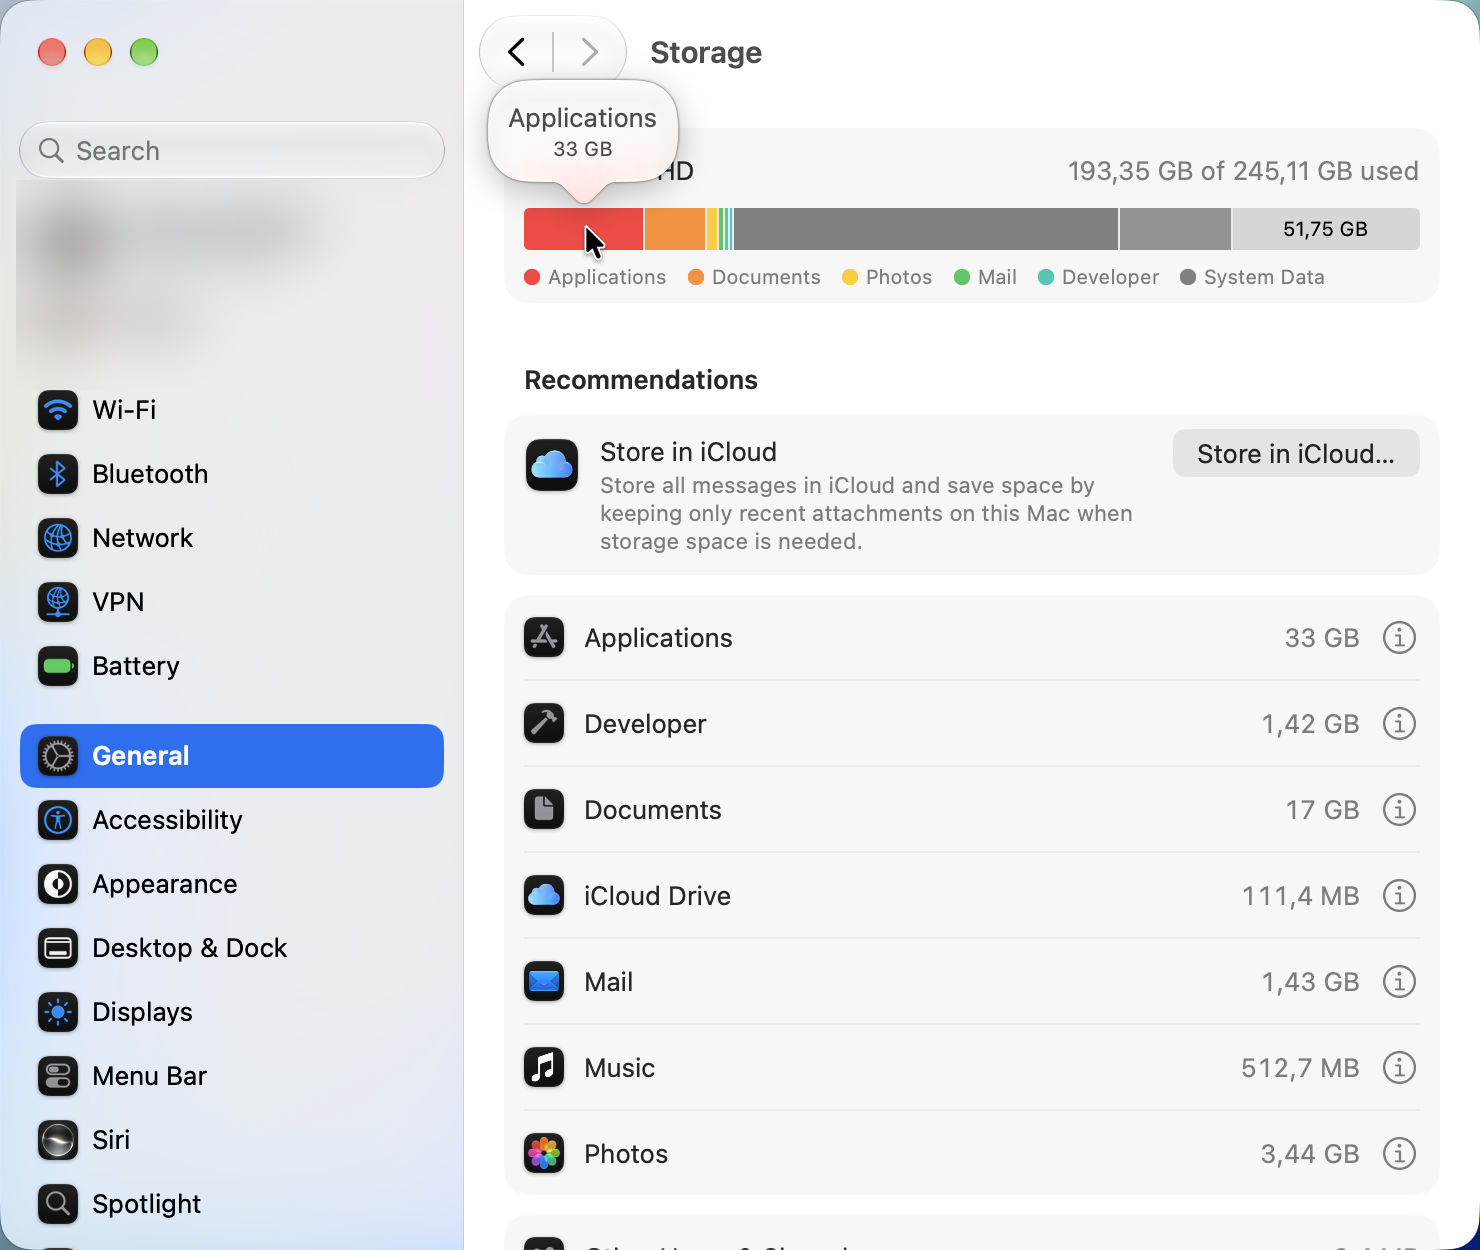 Storage
Search
Applications
33 GB
HD
193,35 GB of 245,11 GB used
51,75 GB
Applications
Documents
Photos
Mail
Developer
System Data
Recommendations
Store in iCloud
Store all messages in iCloud and save space by
keeping only recent attachments on this Mac when
storage space is needed.
Store in iCloud...
Applications 33 GB
Developer 1,42 GB
Documents 17 GB
iCloud Drive 111,4 MB
Mail 1,43 GB
Music 512,7 MB
Photos 3,44 GB
Wi-Fi
Bluetooth
Network
VPN
Battery
General
Accessibility
Appearance
Desktop & Dock
Displays
Menu Bar
Siri
Spotlight